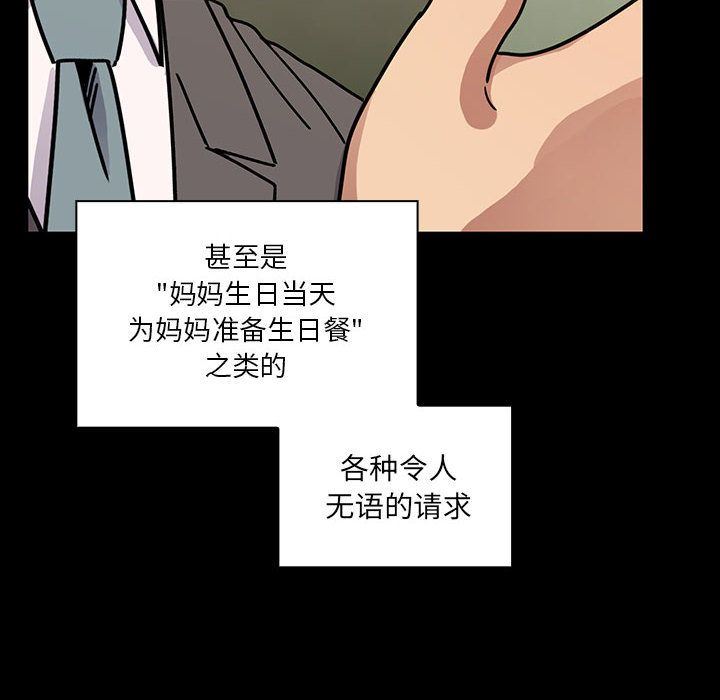 甚至是
"妈妈生日当天
为妈妈准备生日餐"
之类的
各种令人
无语的请求